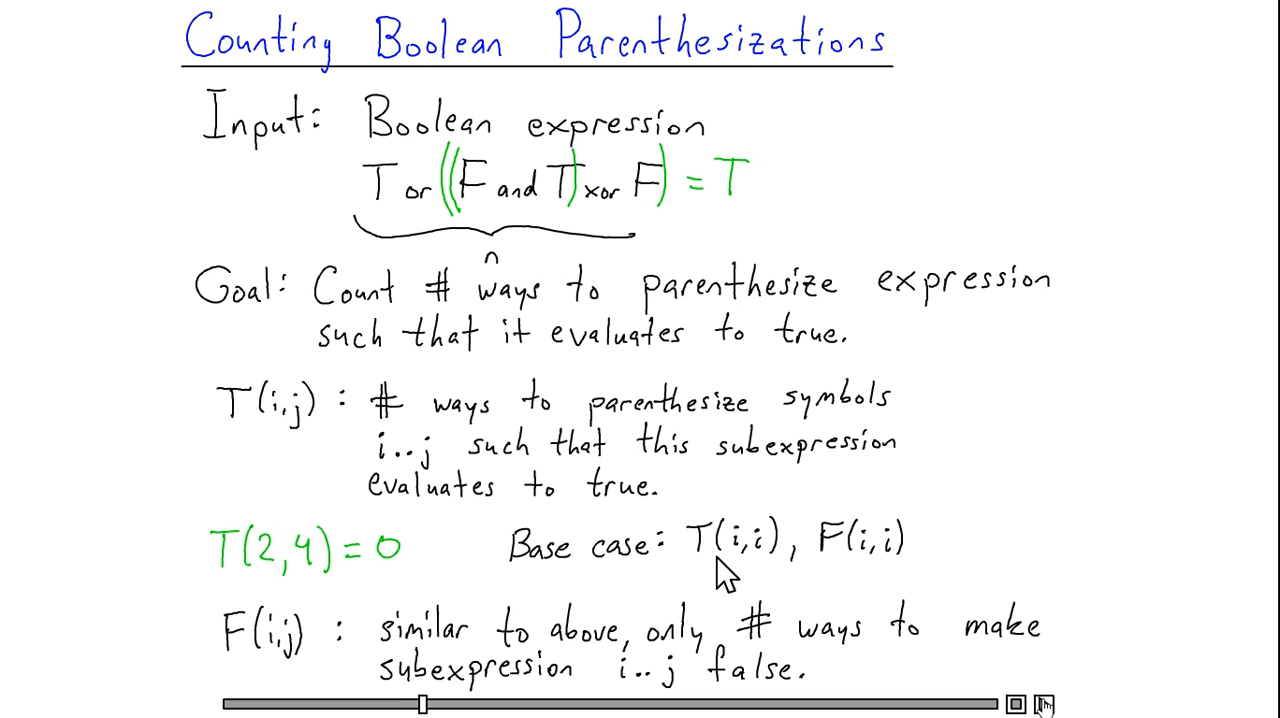 Counting Boolean Parenthesizations
Input: Boolean expression
T or ((F and T) xor F) = T
n
Goal: Count # ways to parenthesize expression
such that it evaluates to true.
T(i,j) : # ways to parenthesize symbols
i..j such that this subexpression
evaluates to true.
T(2,4) = 0 Base case: T(i,i), F(i,i)
F(i,j) : similar to above, only # ways to make
subexpression i..j false.